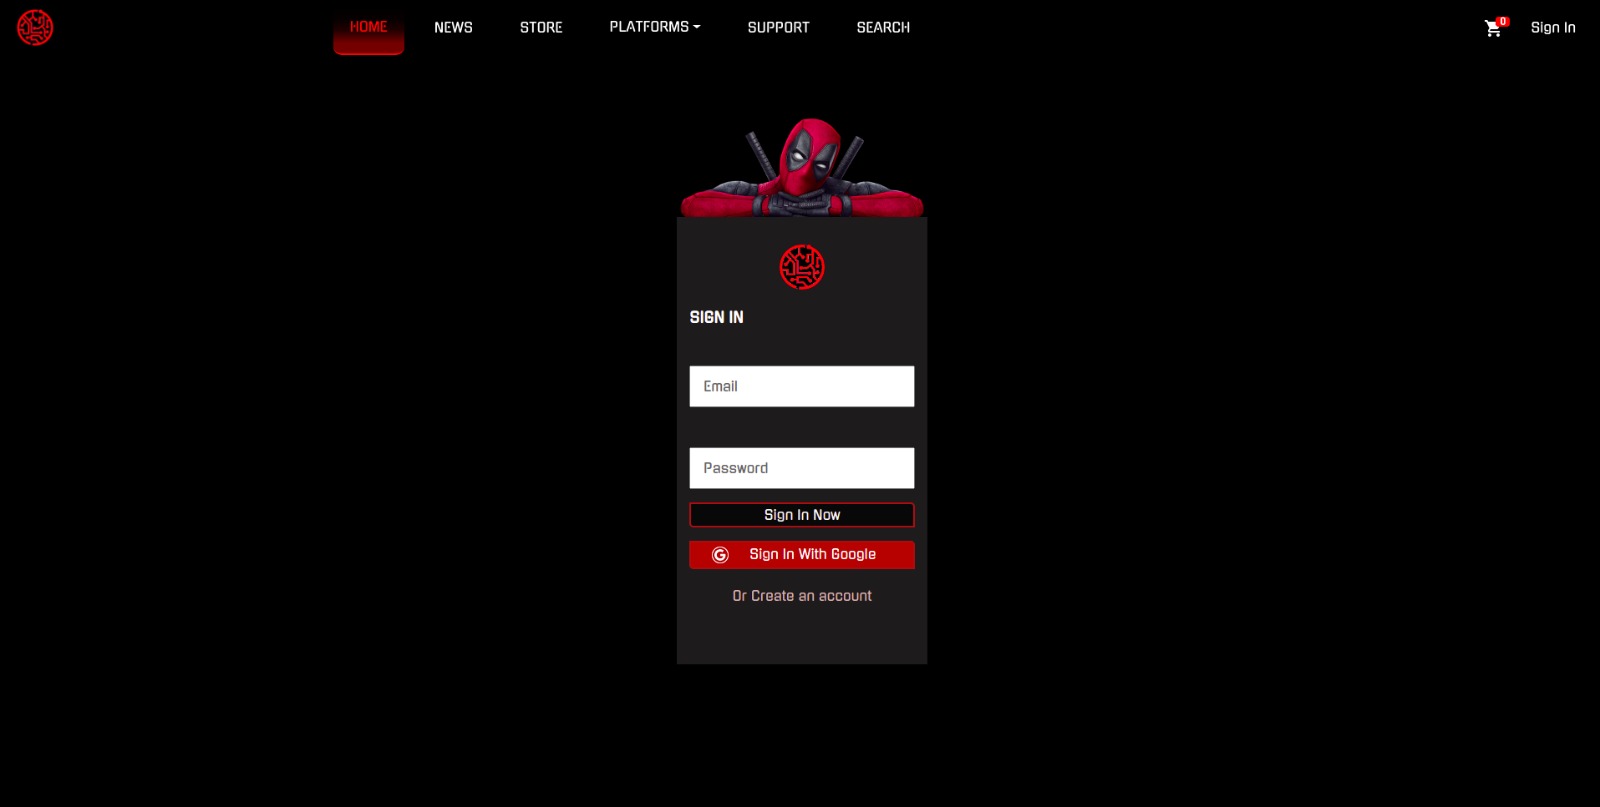 HOME NEWS STORE PLATFORMS SUPPORT SEARCH 0 Sign In
SIGN IN
Email
Password
Sign In Now
G Sign In With Google
Or Create an account